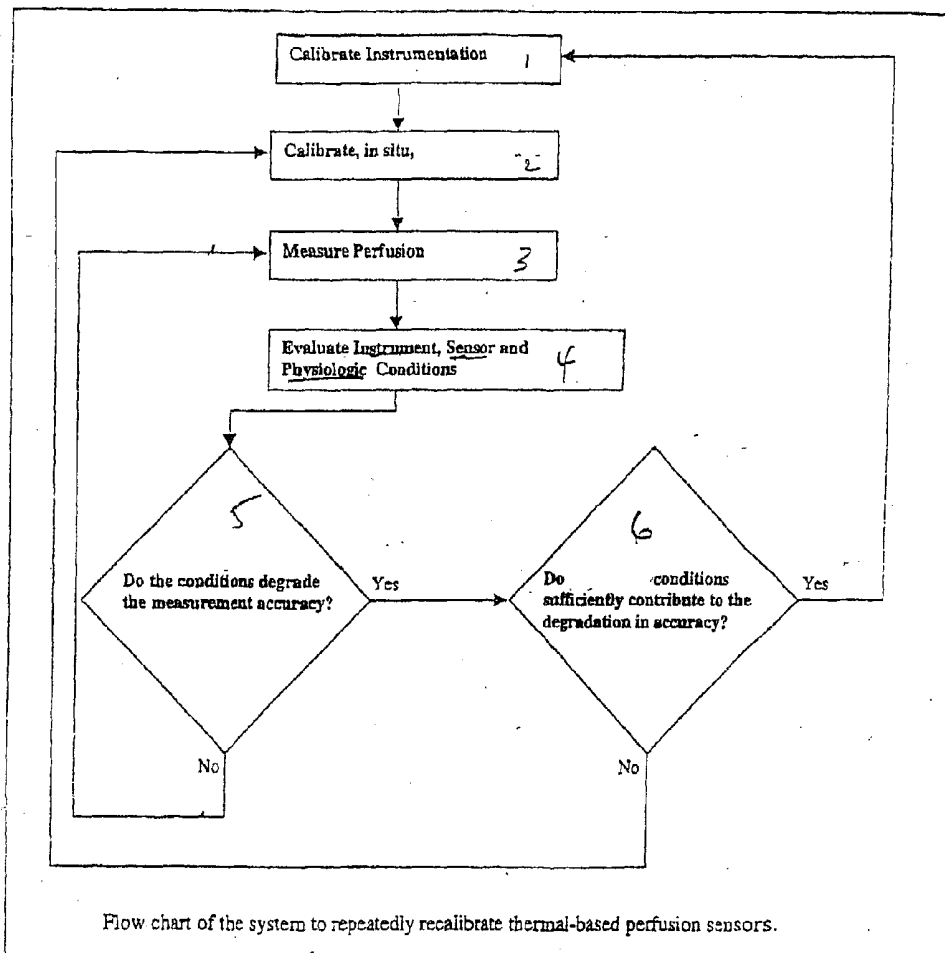 Calibrate Instrumentation 1
Calibrate, in situ, 2
Measure Perfusion 3
Evaluate Instrument, Sensor and
Physiologic Conditions 4
5
Do the conditions degrade
the measurement accuracy?
Yes
No
6
Do conditions
sufficiently contribute to the
degradation in accuracy?
Yes
No
Flow chart of the system to repeatedly recalibrate thermal-based perfusion sensors.